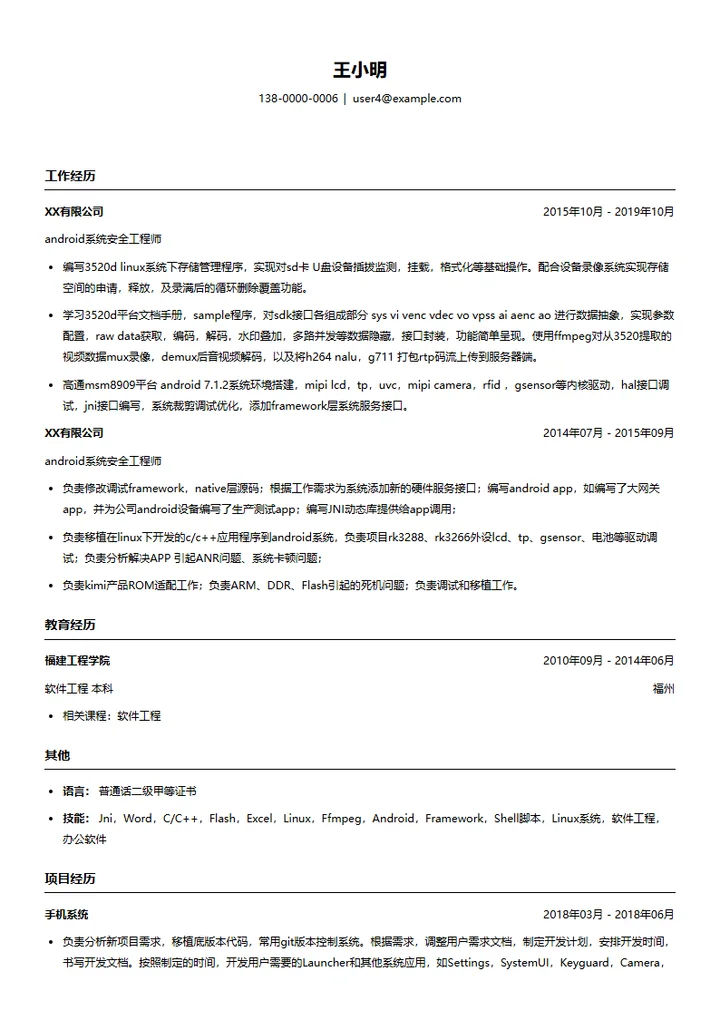 王小明
138-0000-0006 | user4@example.com
工作经历
XX有限公司 2015年10月 - 2019年10月
android系统安全工程师
• 编写3520d linux系统下存储管理程序，实现对sd卡 U盘设备插拔监测，挂载，格式化等基础操作。配合设备录像系统实现存储
空间的申请，释放，及录满后的循环删除覆盖功能。
• 学习3520d平台文档手册，sample程序，对sdk接口各组成部分 sys vi venc vdec vo vpss ai aenc ao 进行数据抽象，实现参数
配置，raw data获取，编码，解码，水印叠加，多路并发等数据隐藏，接口封装，功能简单呈现。使用ffmpeg对从3520提取的
视频数据mux录像，demux后音视频解码，以及将h264 nalu，g711 打包rtp码流上传到服务器端。
• 高通msm8909平台 android 7.1.2系统环境搭建，mipi lcd，tp，uvc，mipi camera，rfid ，gsensor等内核驱动，hal接口调
试，jni接口编写，系统裁剪调试优化，添加framework层系统服务接口。
XX有限公司 2014年07月 - 2015年09月
android系统安全工程师
• 负责修改调试framework，native层源码；根据工作需求为系统添加新的硬件服务接口；编写android app，如编写了大网关
app，并为公司android设备编写了生产测试app；编写JNI动态库提供给app调用；
• 负责移植在linux下开发的c/c++应用程序到android系统，负责项目rk3288、rk3266外设lcd、tp、gsensor、电池等驱动调
试；负责分析解决APP 引起ANR问题、系统卡顿问题；
• 负责kimi产品ROM适配工作；负责ARM、DDR、Flash引起的死机问题；负责调试和移植工作。
教育经历
福建工程学院 2010年09月 - 2014年06月
软件工程 本科 福州
• 相关课程：软件工程
其他
• 语言： 普通话二级甲等证书
• 技能： Jni，Word，C/C++，Flash，Excel，Linux，Ffmpeg，Android，Framework，Shell脚本，Linux系统，软件工程，
办公软件
项目经历
手机系统 2018年03月 - 2018年06月
• 负责分析新项目需求，移植底版本代码，常用git版本控制系统。根据需求，调整用户需求文档，制定开发计划，安排开发时间，
书写开发文档。按照制定的时间，开发用户需要的Launcher和其他系统应用，如Settings，SystemUI，Keyguard，Camera，